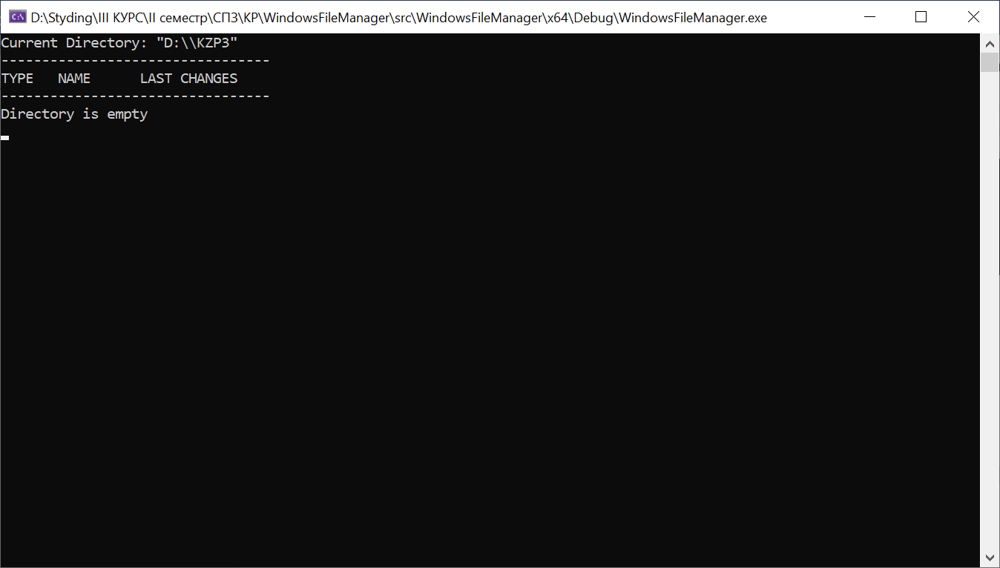 D:\Styding\III КУРС\II семестр\СПЗ\КР\WindowsFileManager\src\WindowsFileManager\x64\Debug\WindowsFileManager.exe
Current Directory: "D:\\KZP3"
---------------------------------
TYPE   NAME      LAST CHANGES
---------------------------------
Directory is empty